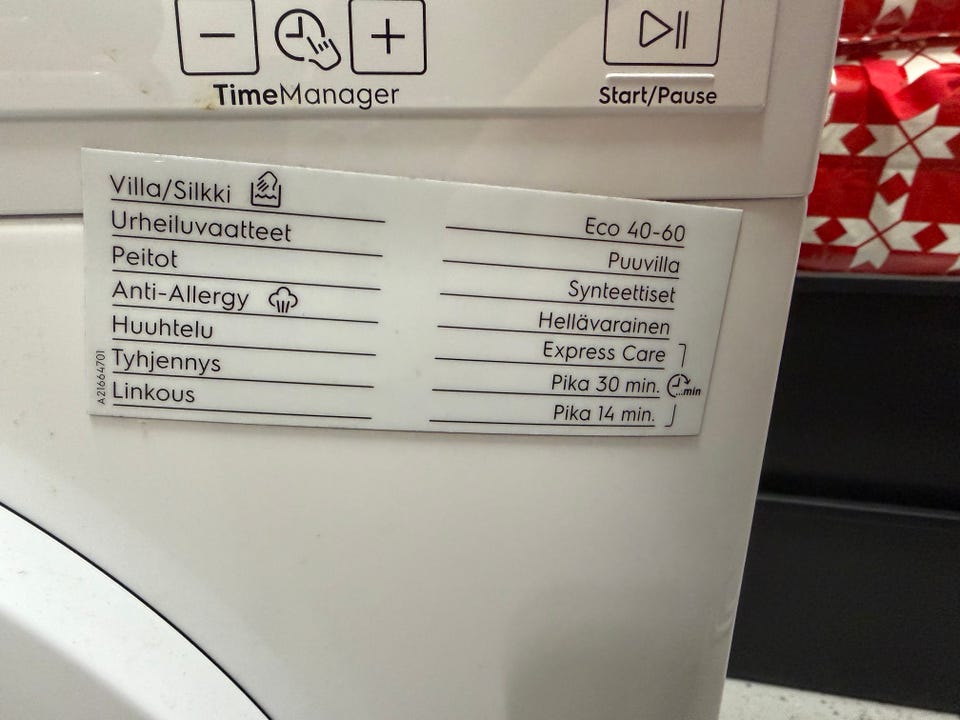 TimeManager
Start/Pause
Villa/Silkki
Urheiluvaatteet
Peitot
Anti-Allergy
Huuhtelu
Tyhjennys
Linkous
A21664701
Eco 40-60
Puuvilla
Synteettiset
Hellävarainen
Express Care
Pika 30 min.
...min
Pika 14 min.